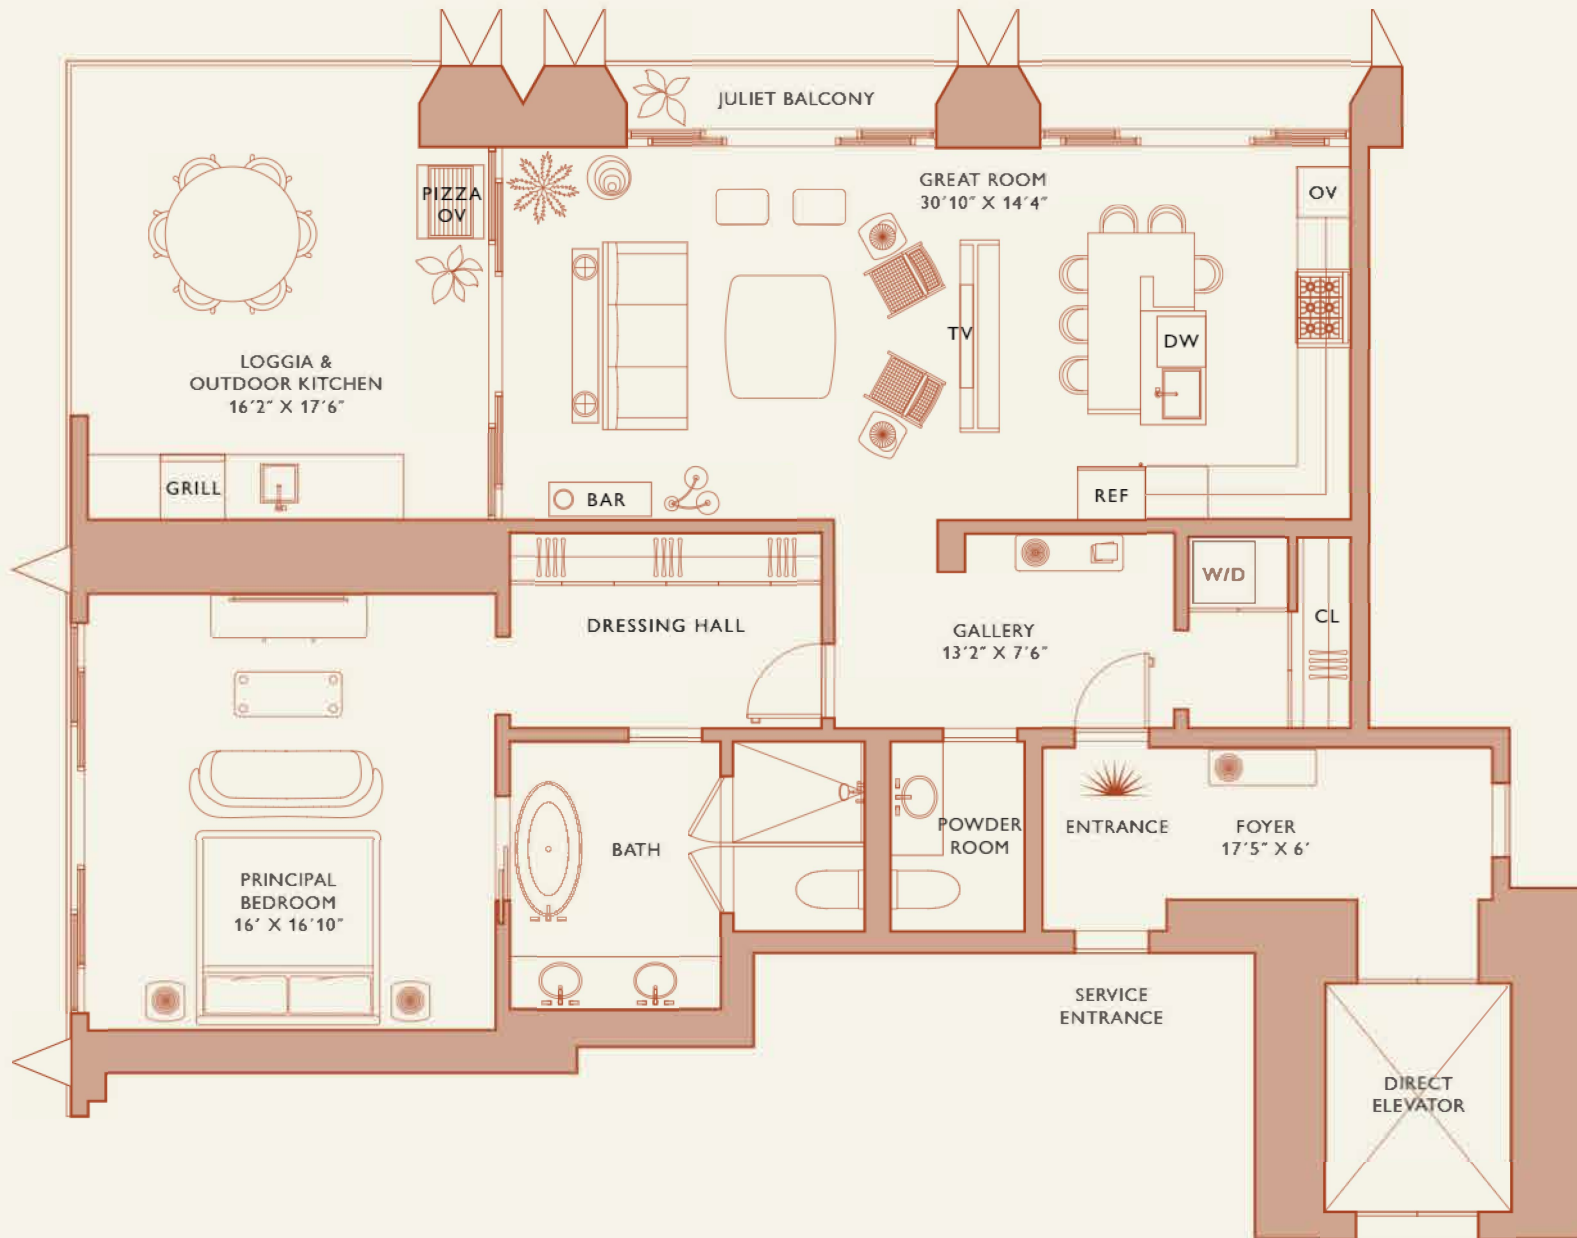 JULIET BALCONY
GREAT ROOM
30'10" X 14'4"
PIZZA
OV
OV
TV
DW
LOGGIA &
OUTDOOR KITCHEN
16'2" X 17'6"
GRILL
BAR
REF
W/D
CL
DRESSING HALL
GALLERY
13'2" X 7'6"
BATH
POWDER
ROOM
ENTRANCE
FOYER
17'5" X 6'
PRINCIPAL
BEDROOM
16' X 16'10"
SERVICE
ENTRANCE
DIRECT
ELEVATOR